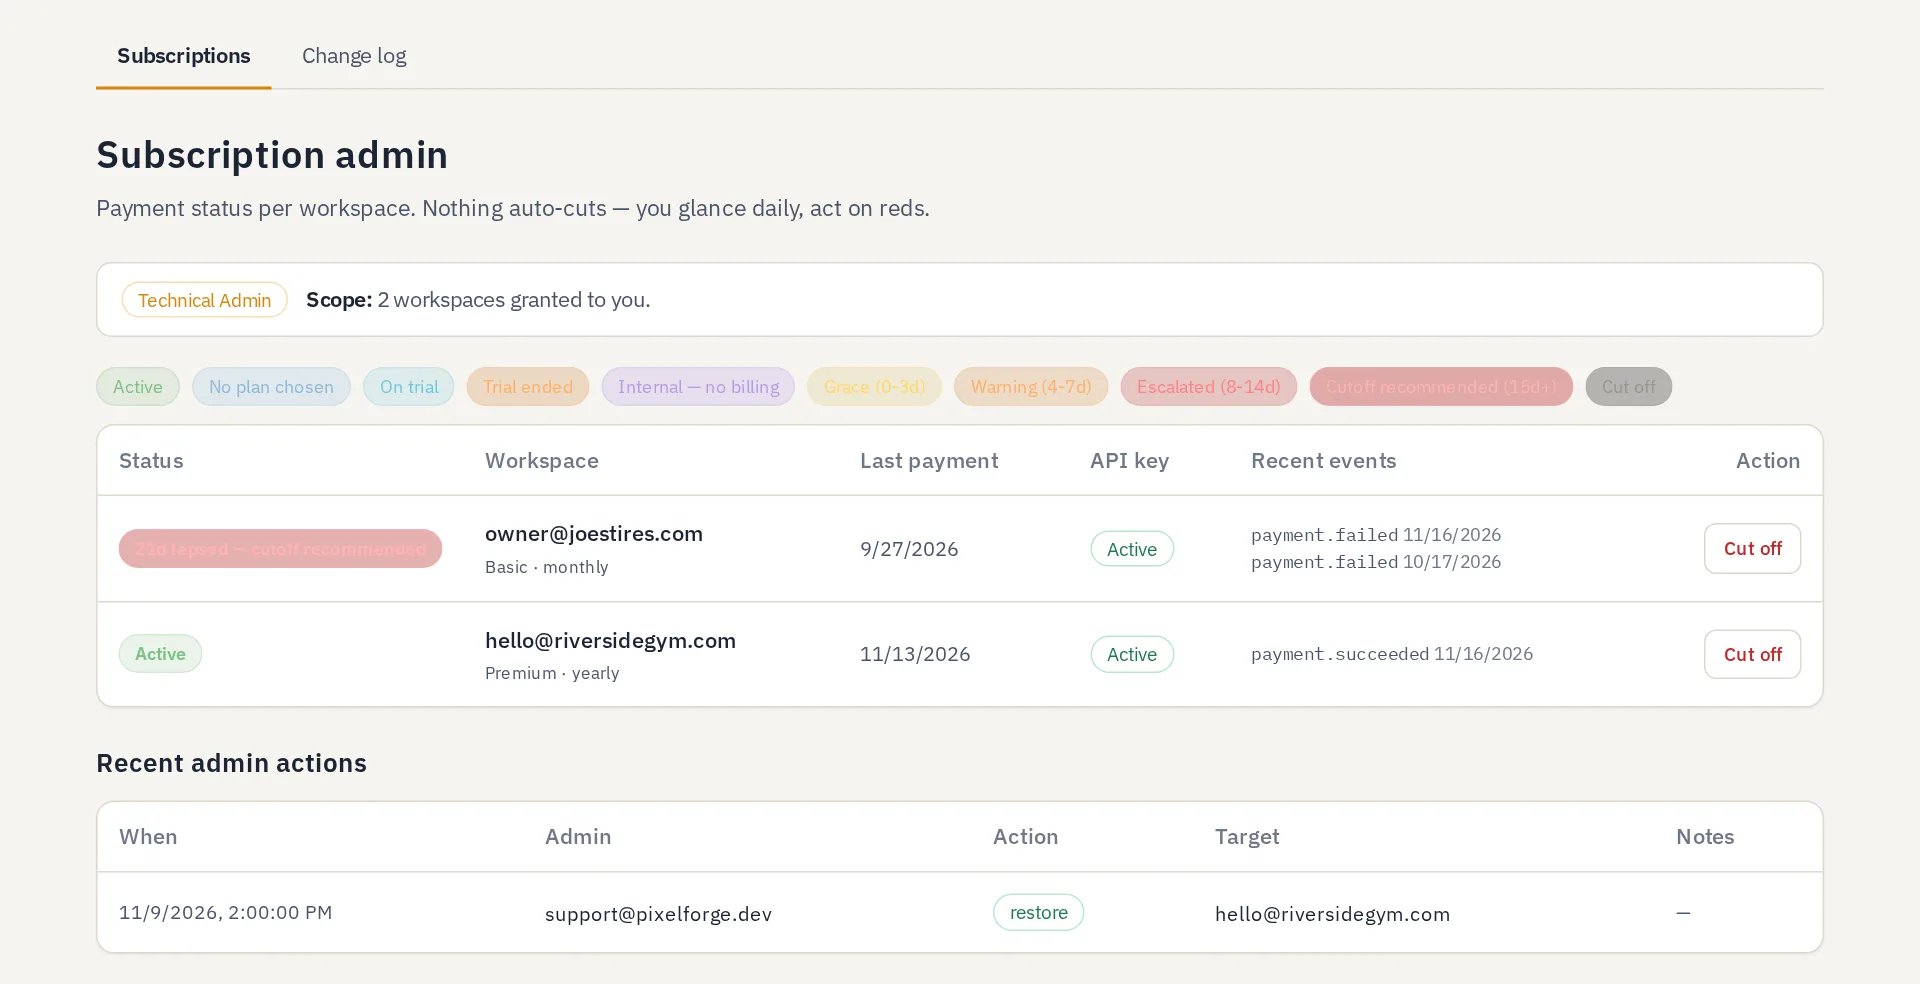 Subscriptions Change log
Subscription admin
Payment status per workspace. Nothing auto-cuts — you glance daily, act on reds.
Technical Admin Scope: 2 workspaces granted to you.
Active No plan chosen On trial Trial ended Internal — no billing Grace (0-3d) Warning (4-7d) Escalated (8-14d) Cutoff recommended (15d+) Cut off
Status Workspace Last payment API key Recent events Action
lapsed — cutoff recommended owner@joestires.com 9/27/2026 Active payment.failed 11/16/2026 Cut off
Basic · monthly payment.failed 10/17/2026
Active hello@riversidegym.com 11/13/2026 Active payment.succeeded 11/16/2026 Cut off
Premium · yearly
Recent admin actions
When Admin Action Target Notes
11/9/2026, 2:00:00 PM support@pixelforge.dev restore hello@riversidegym.com —